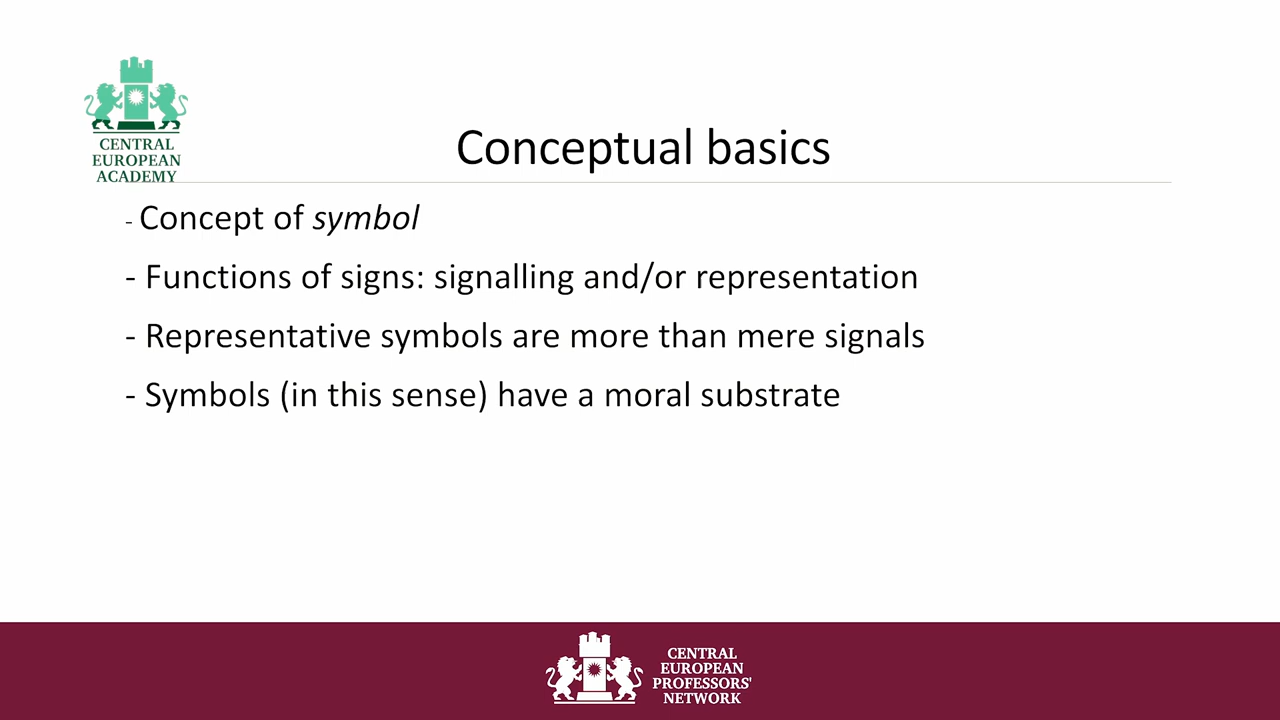 CENTRAL
EUROPEAN
ACADEMY
Conceptual basics
- Concept of symbol
- Functions of signs: signalling and/or representation
- Representative symbols are more than mere signals
- Symbols (in this sense) have a moral substrate
CENTRAL
EUROPEAN
PROFESSORS'
NETWORK